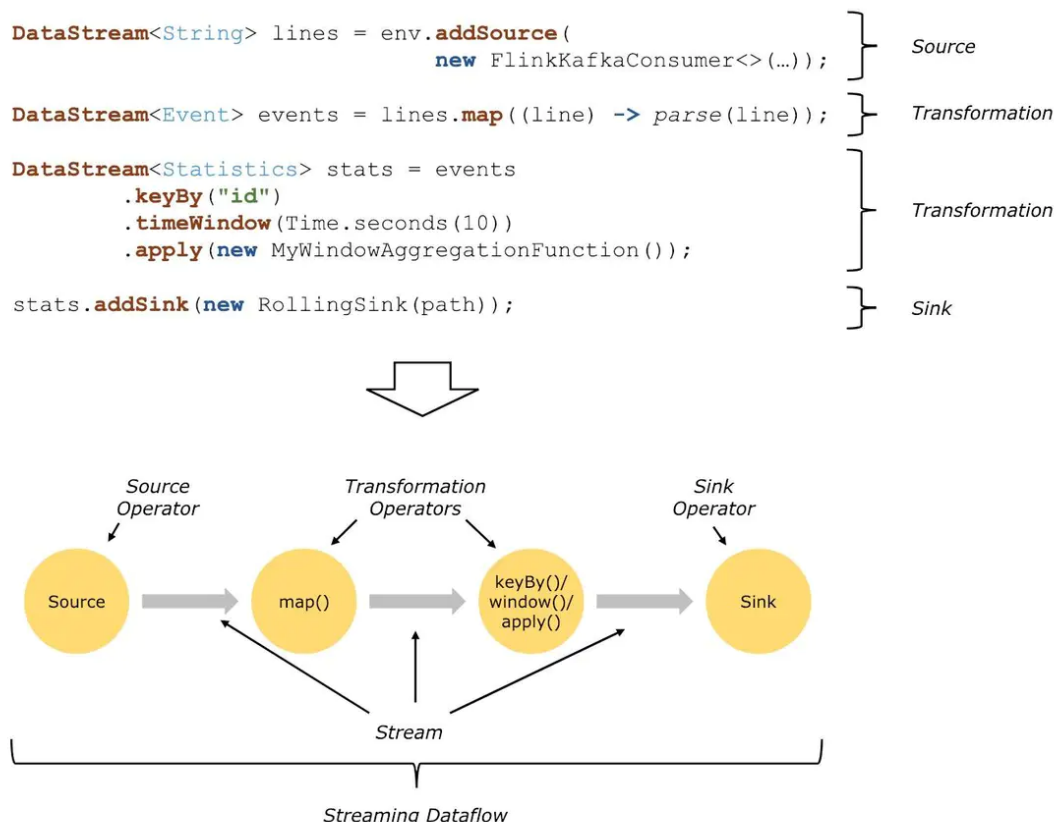 DataStream<String> lines = env.addSource(
new FlinkKafkaConsumer<>(…));
Source
DataStream<Event> events = lines.map((line) -> parse(line));
Transformation
DataStream<Statistics> stats = events
.keyBy("id")
.timeWindow(Time.seconds(10))
.apply(new MyWindowAggregationFunction());
Transformation
stats.addSink(new RollingSink(path));
Sink
Source
Operator
Transformation
Operators
Sink
Operator
Source
map()
keyBy()/
window()/
apply()
Sink
Stream
Streaming Dataflow